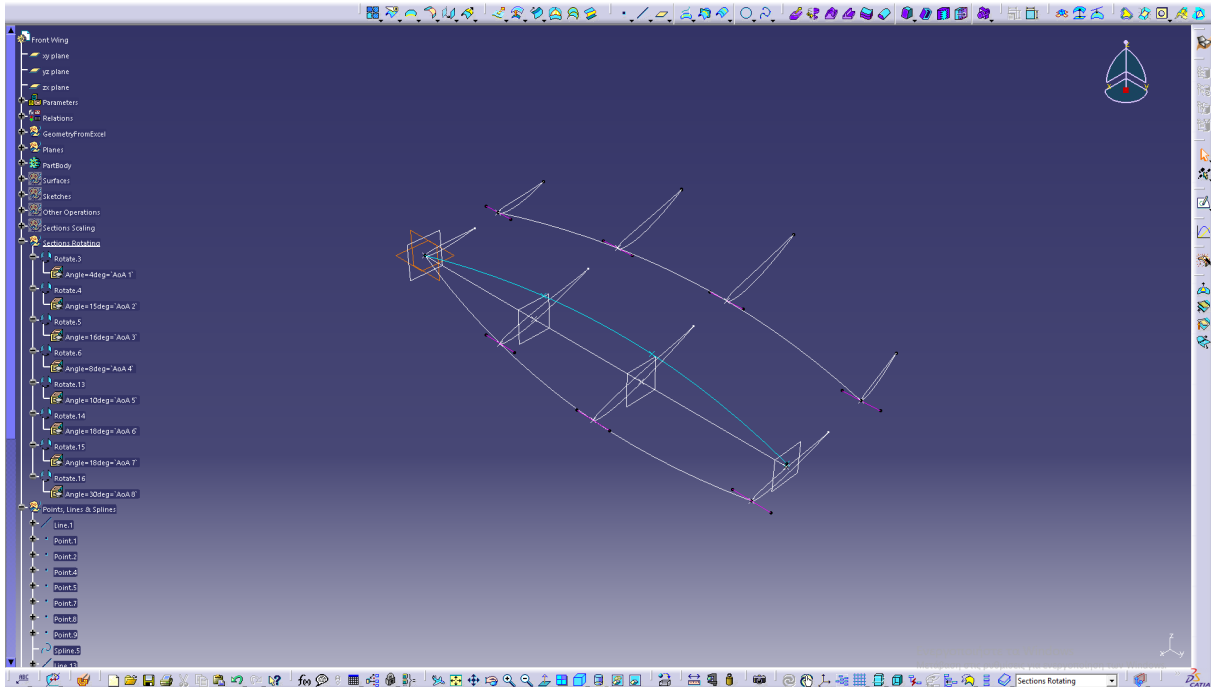 Front Wing
xy plane
yz plane
zx plane
Parameters
Relations
GeometryFromExcel
Planes
PartBody
Surfaces
Sketches
Other Operations
Sections Scaling
Sections Rotating
Rotate.3
Angle=4deg=`AoA 1`
Rotate.4
Angle=15deg=`AoA 2`
Rotate.5
Angle=16deg=`AoA 3`
Rotate.6
Angle=8deg=`AoA 4`
Rotate.13
Angle=10deg=`AoA 5`
Rotate.14
Angle=18deg=`AoA 6`
Rotate.15
Angle=18deg=`AoA 7`
Rotate.16
Angle=30deg=`AoA 8`
Points, Lines & Splines
Line.1
Point.1
Point.2
Point.4
Point.5
Point.7
Point.8
Point.9
Spline.5
Line.13
z
x
y
Sections Rotating
CATIA